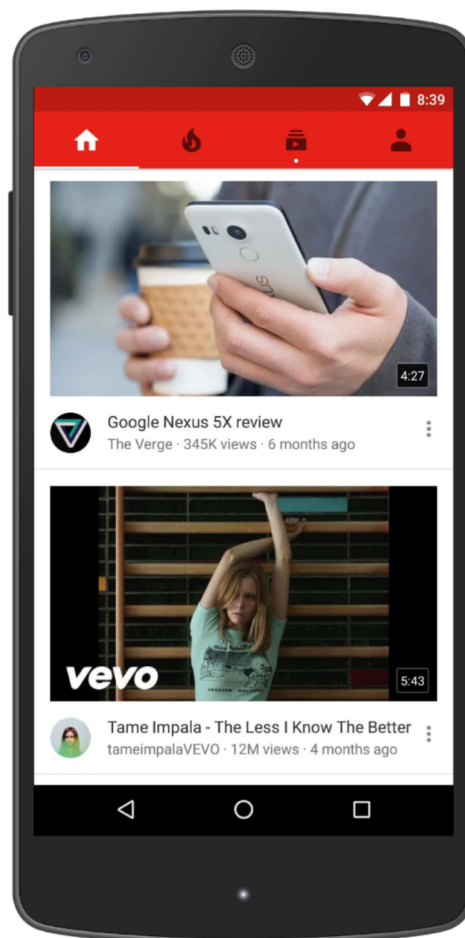 8:39
nexus
4:27
Google Nexus 5X review
The Verge · 345K views · 6 months ago
vevo
5:43
Tame Impala - The Less I Know The Better
tameimpalaVEVO · 12M views · 4 months ago